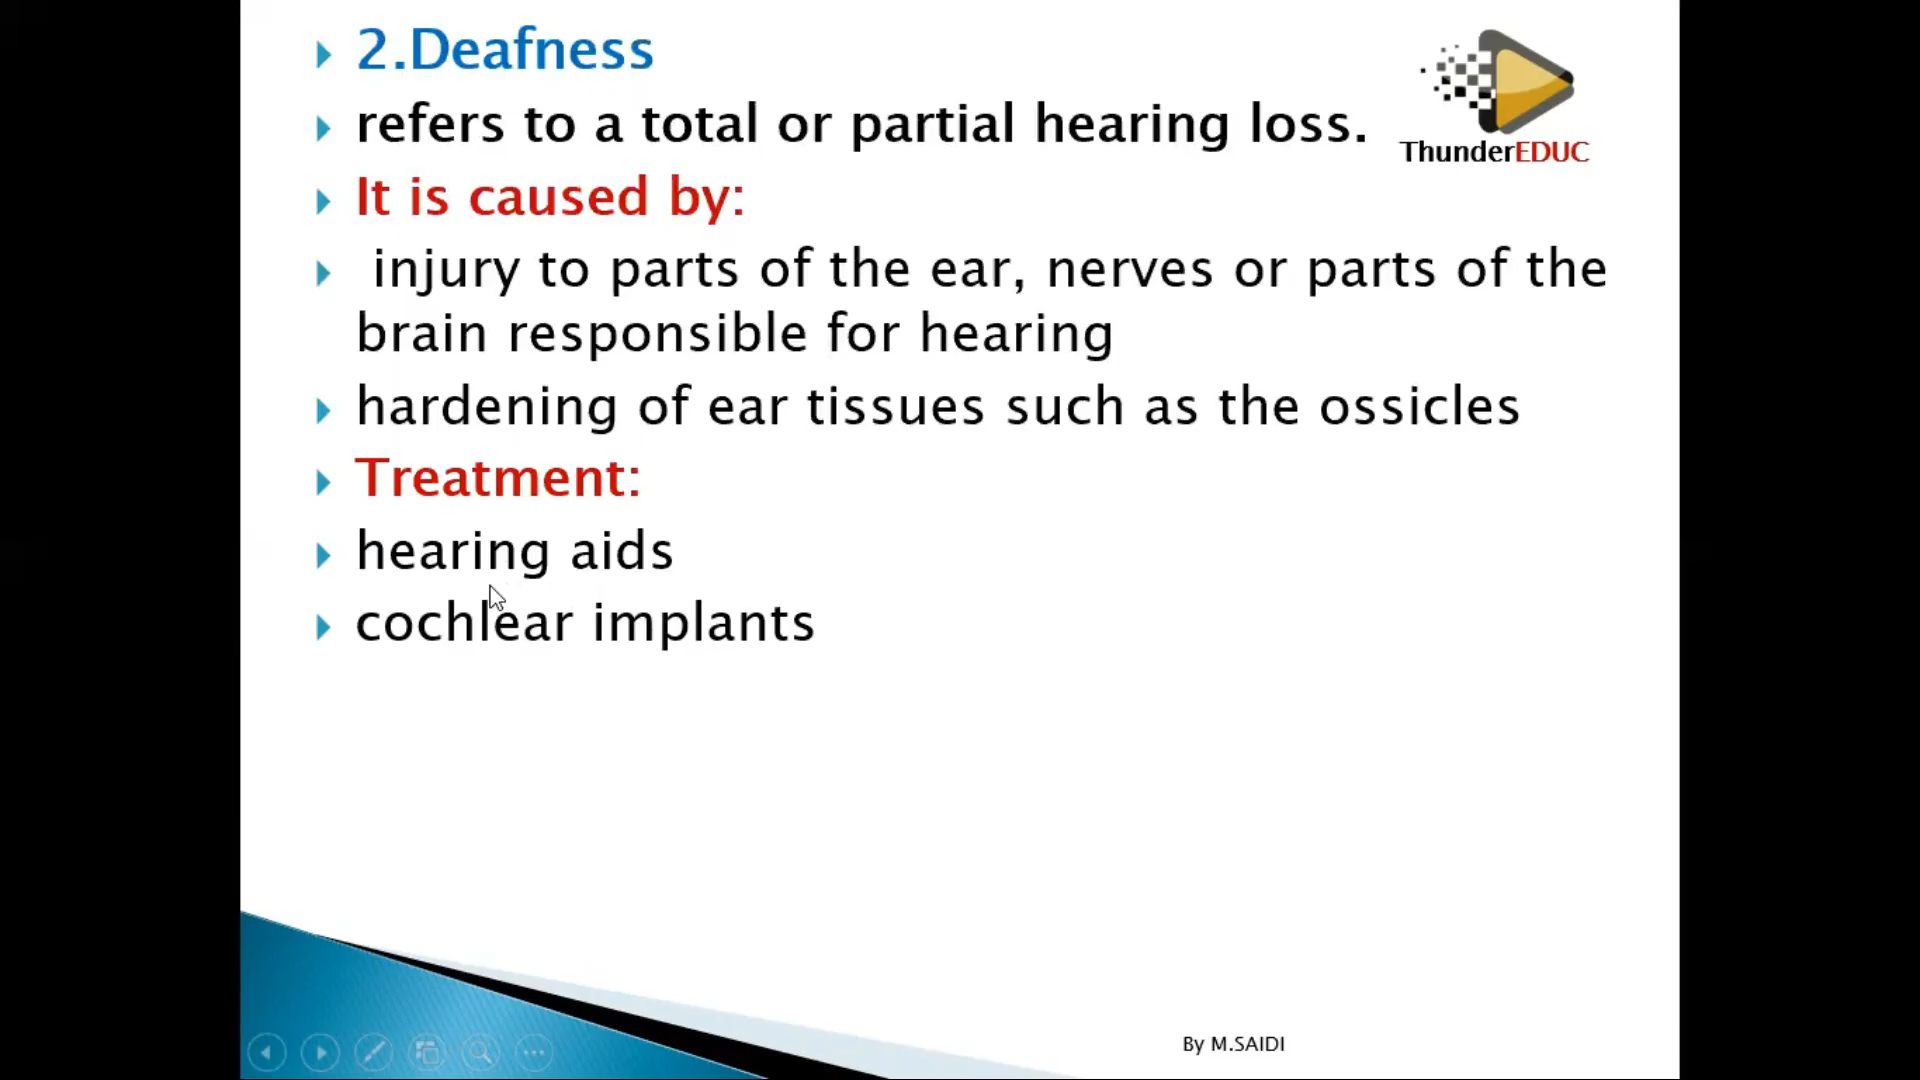 2.Deafness
refers to a total or partial hearing loss.
ThunderEDUC
It is caused by:
injury to parts of the ear, nerves or parts of the
brain responsible for hearing
hardening of ear tissues such as the ossicles
Treatment:
hearing aids
cochlear implants
By M.SAIDI